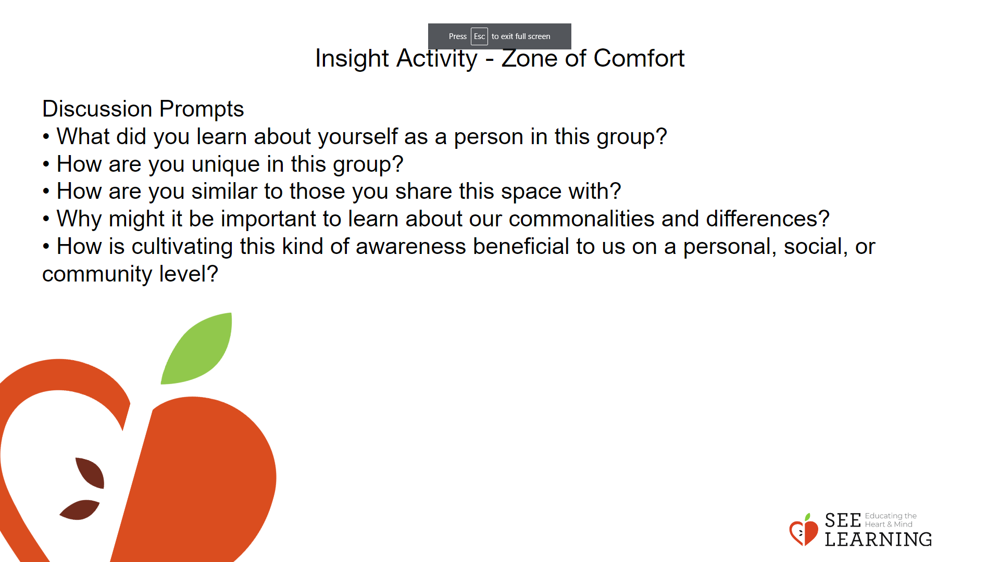 Press Esc to exit full screen
Insight Activity - Zone of Comfort
Discussion Prompts
• What did you learn about yourself as a person in this group?
• How are you unique in this group?
• How are you similar to those you share this space with?
• Why might it be important to learn about our commonalities and differences?
• How is cultivating this kind of awareness beneficial to us on a personal, social, or
community level?
SEE Educating the
Heart & Mind
LEARNING